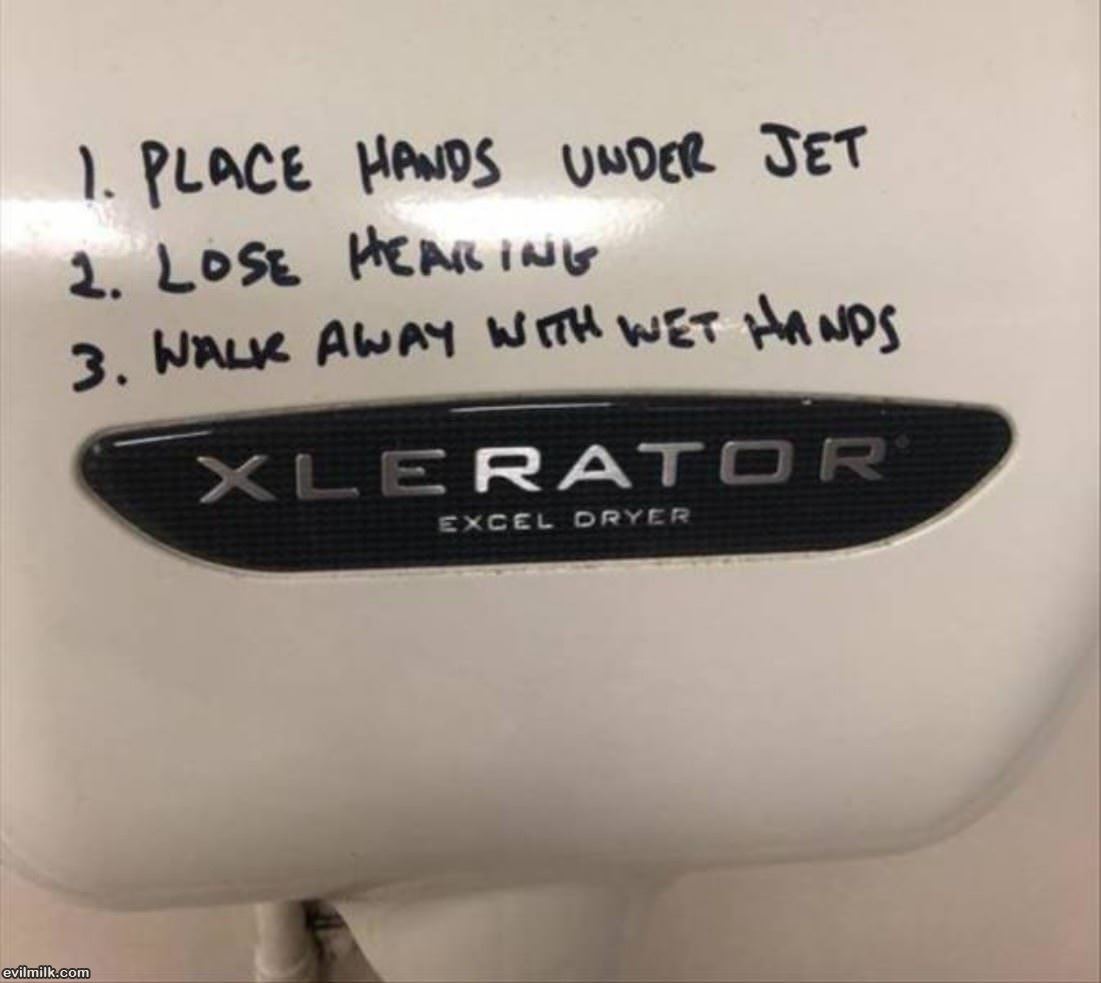 1. PLACE HANDS UNDER JET
2. LOSE HEARING
3. WALK AWAY WITH WET HANDS
XLERATOR®
EXCEL DRYER
evilmilk.com